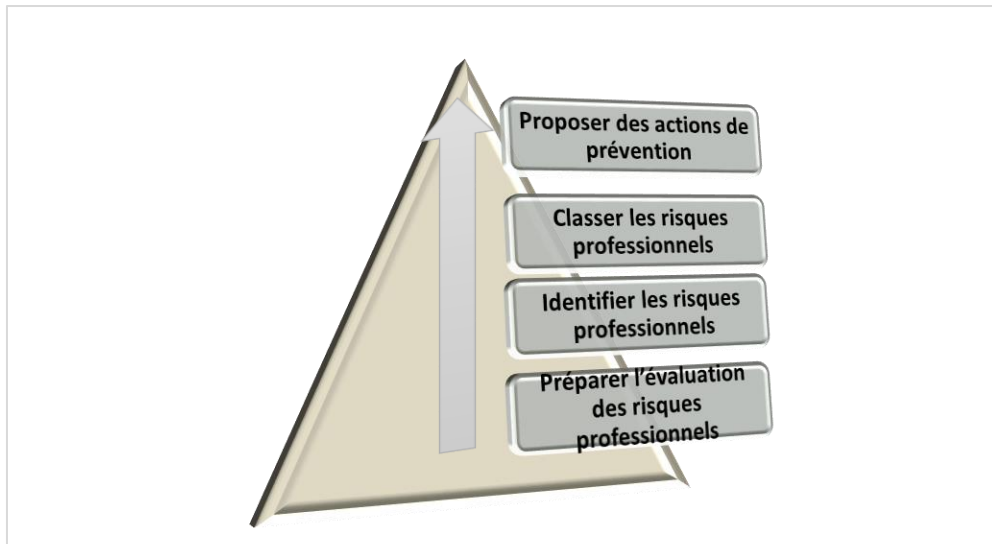 Proposer des actions de
prévention
Classer les risques
professionnels
Identifier les risques
professionnels
Préparer l’évaluation
des risques
professionnels